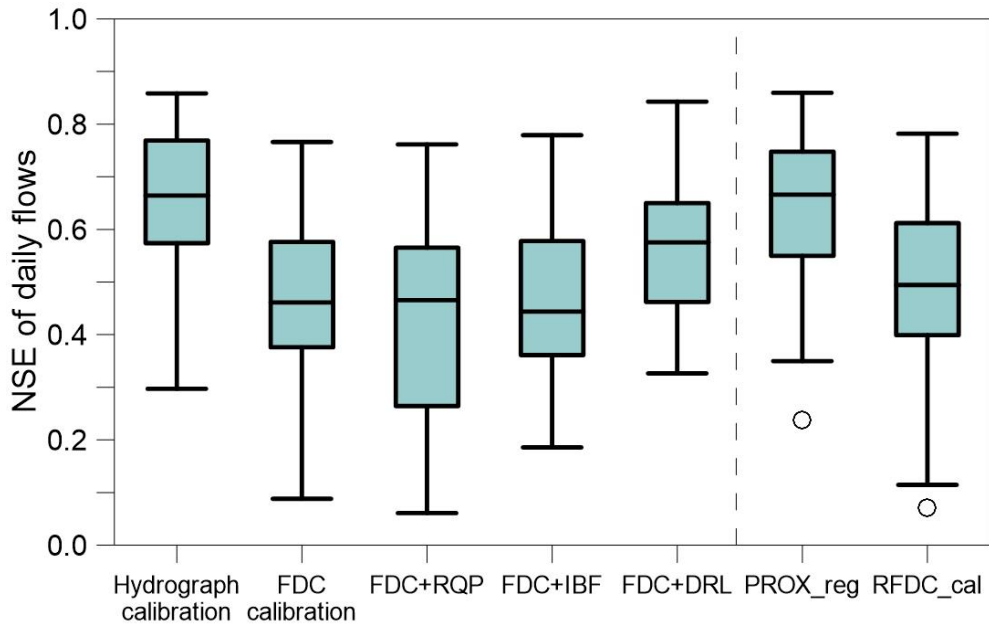 NSE of daily flows
1.0
0.8
0.6
0.4
0.2
0.0
Hydrograph
calibration
FDC
calibration
FDC+RQP
FDC+IBF
FDC+DRL
PROX_reg
RFDC_cal